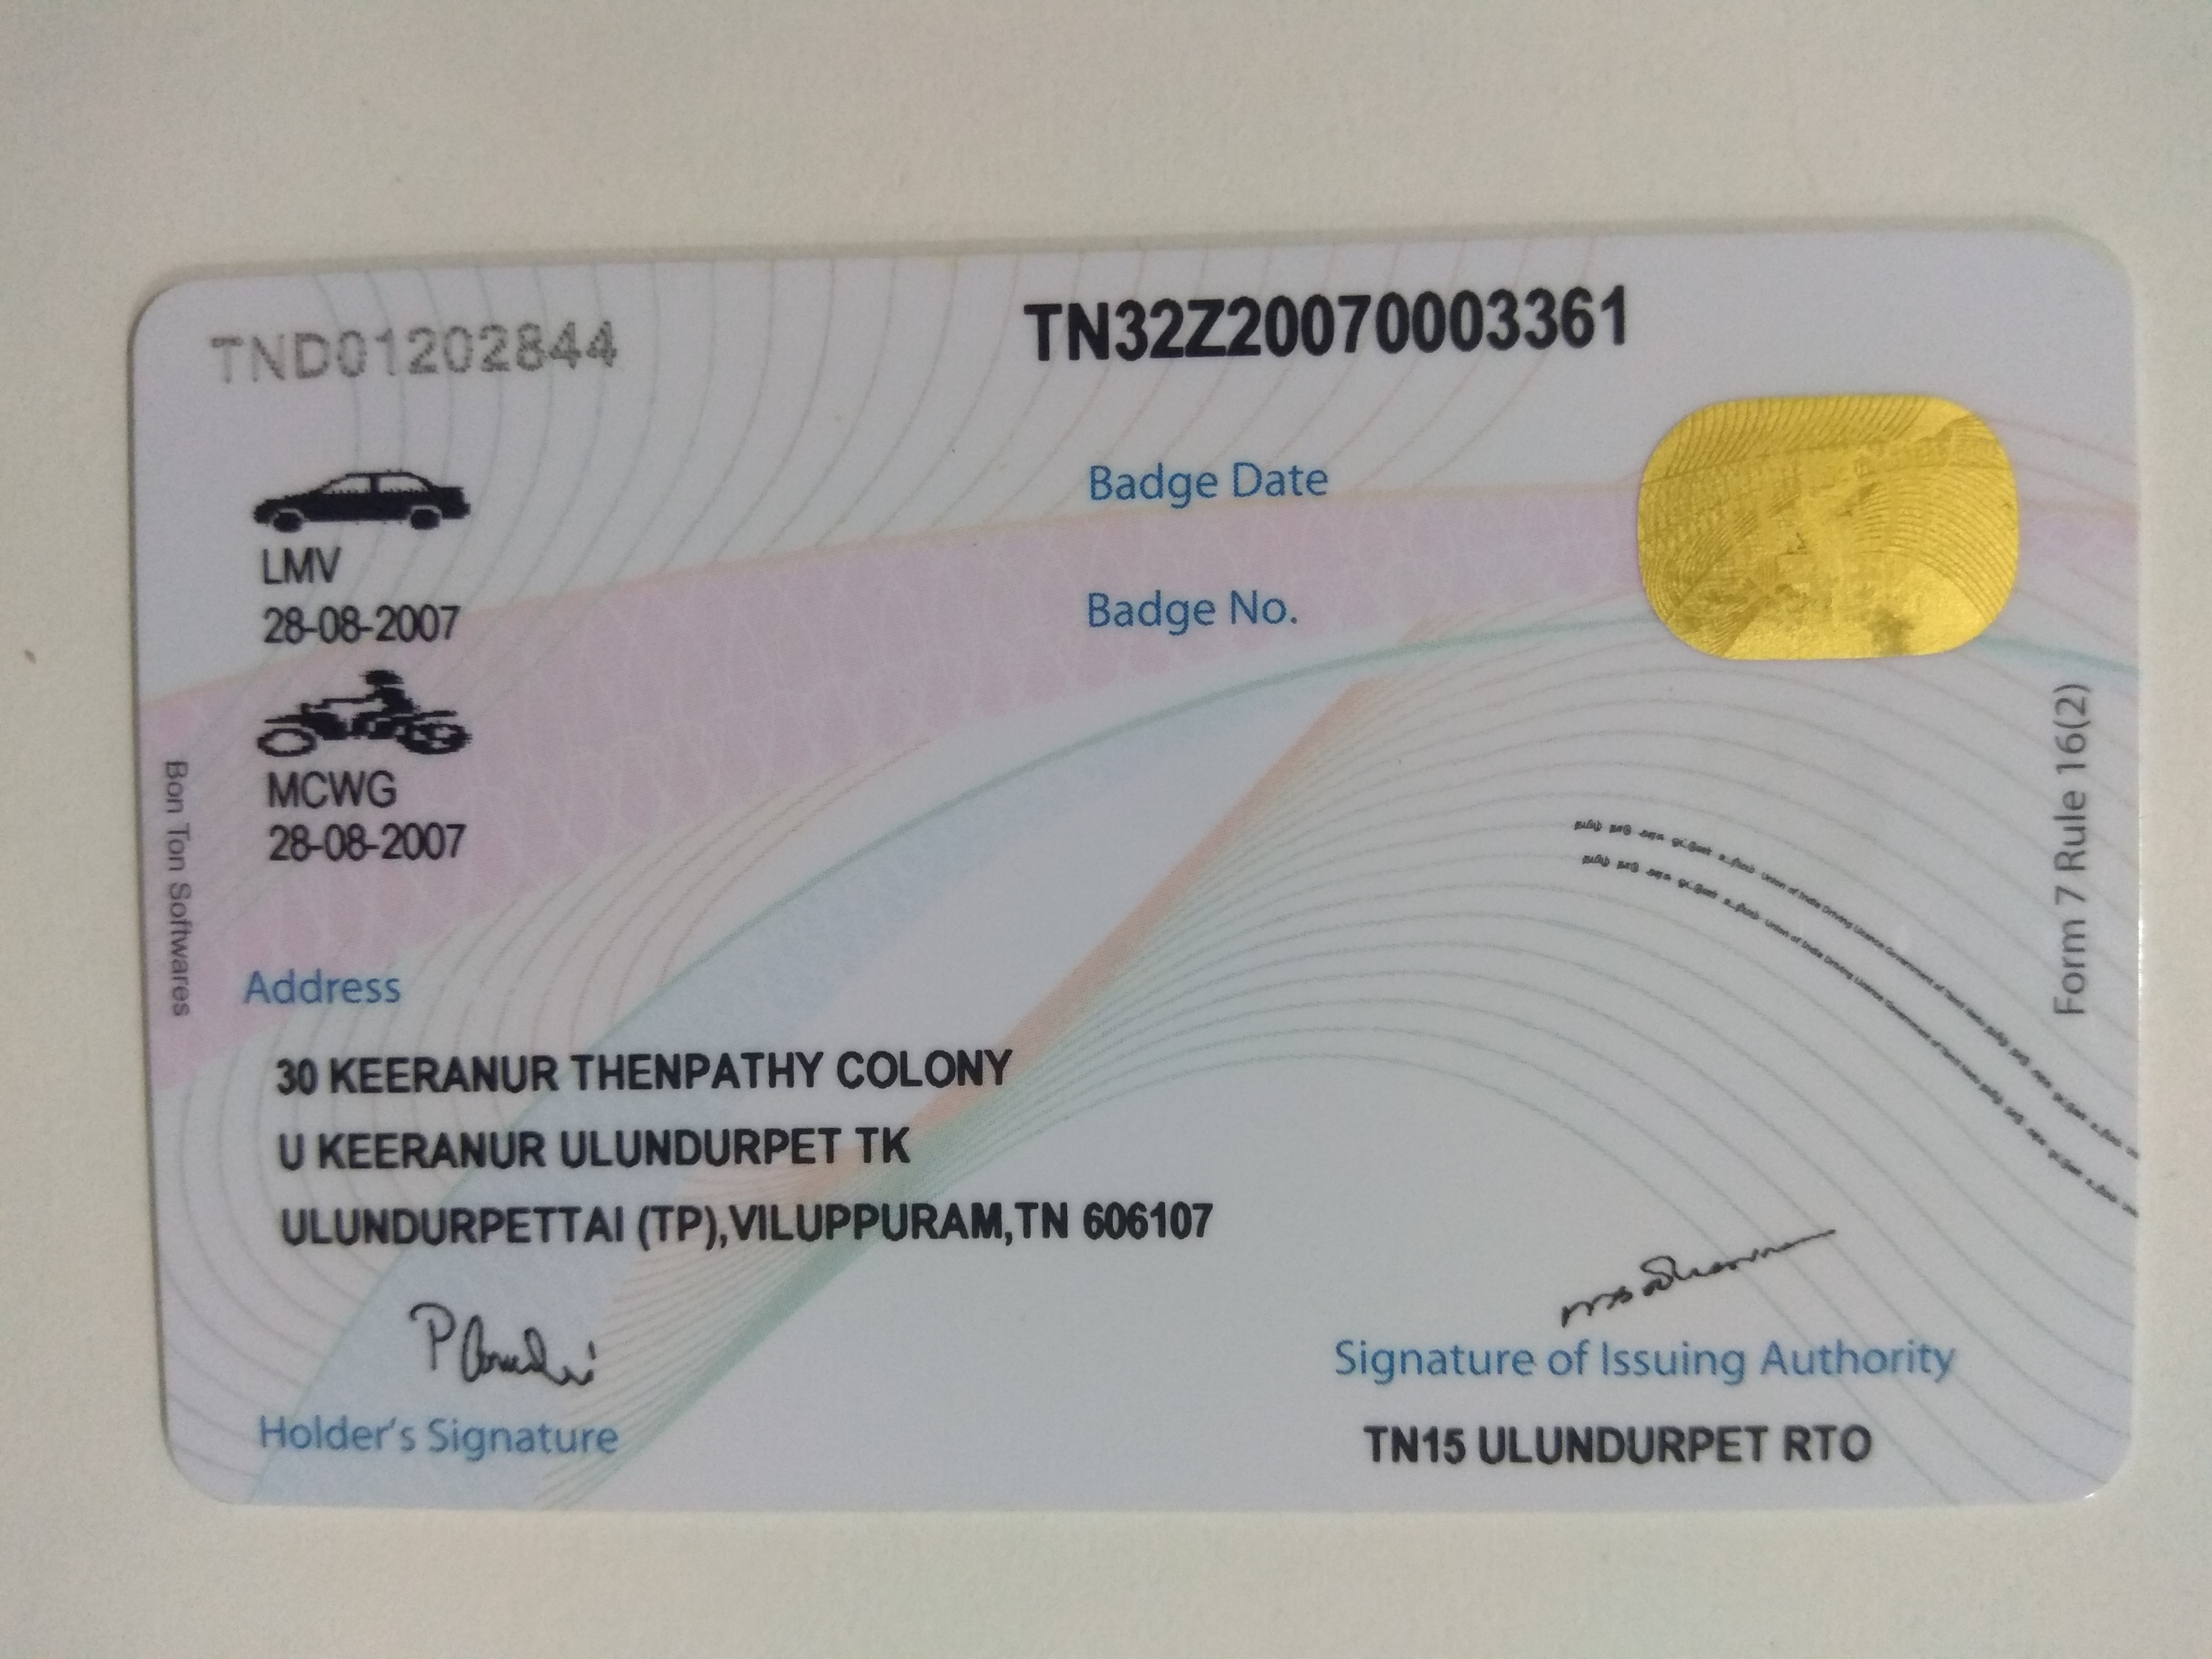 TND01202844
TN32Z20070003361
LMV
28-08-2007
Badge Date
Badge No.
MCWG
28-08-2007
Bon Ton Softwares
Form 7 Rule 16(2)
Address
30 KEERANUR THENPATHY COLONY
U KEERANUR ULUNDURPET TK
ULUNDURPETTAI (TP),VILUPPURAM,TN 606107
Holder's Signature
Signature of Issuing Authority
TN15 ULUNDURPET RTO